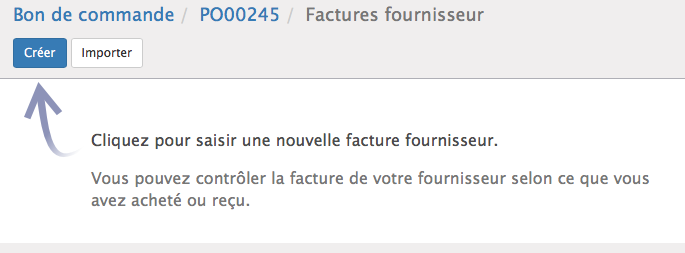 Bon de commande / PO00245 / Factures fournisseur
Créer Importer
Cliquez pour saisir une nouvelle facture fournisseur.
Vous pouvez contrôler la facture de votre fournisseur selon ce que vous
avez acheté ou reçu.